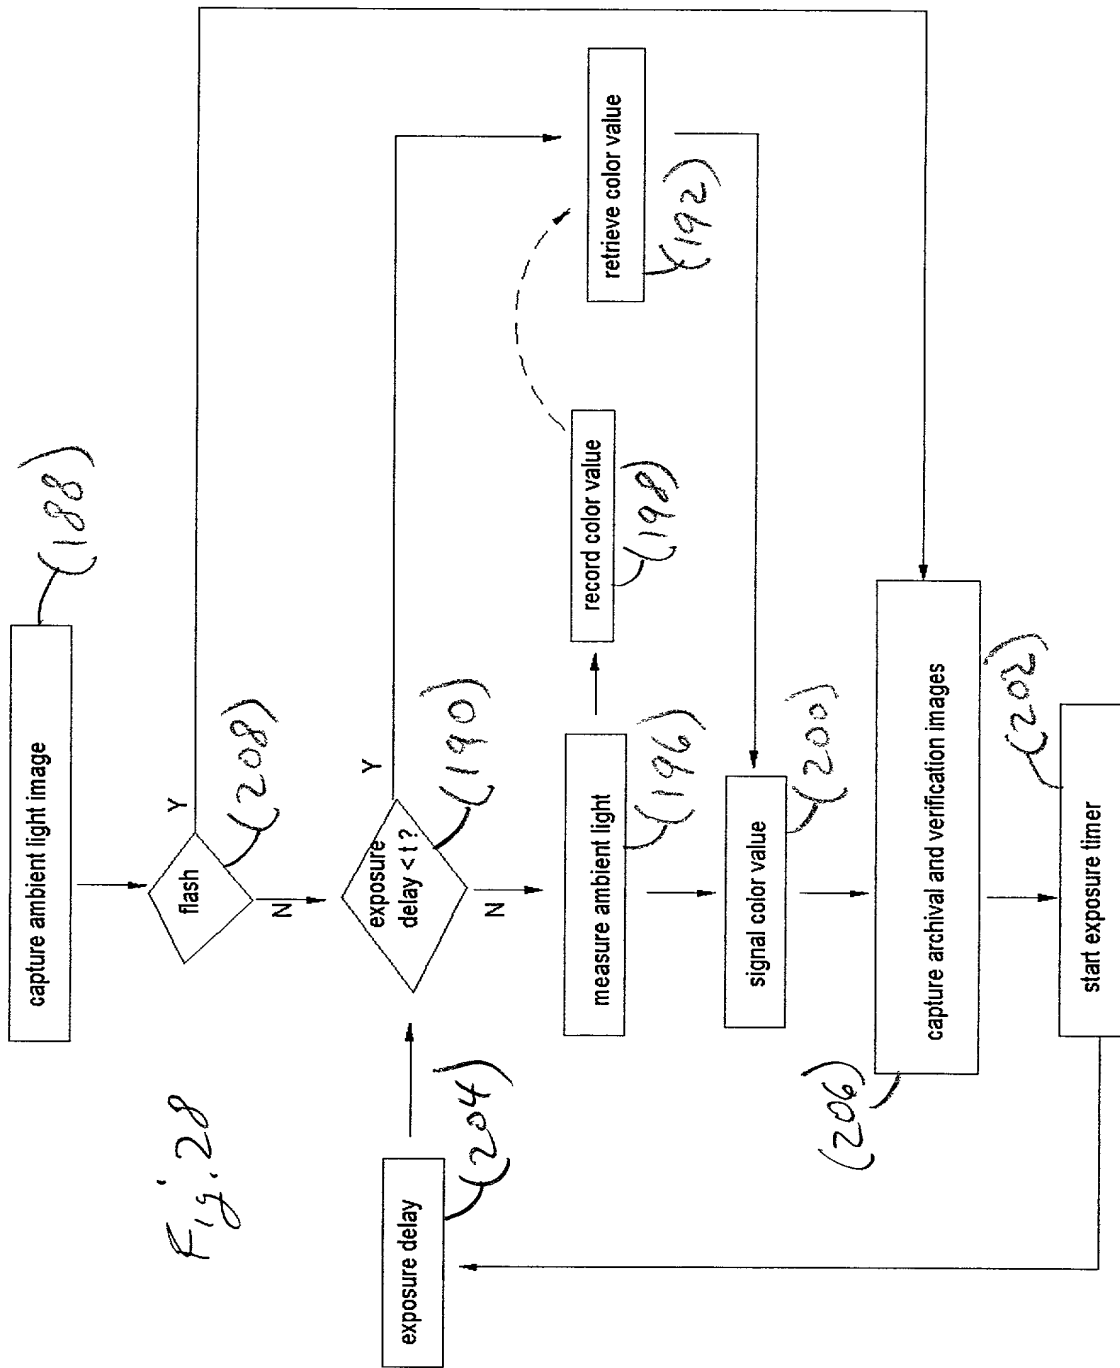 capture ambient light image
(188)
flash
(208)
Y
N
exposure
delay < t ?
(190)
Y
N
exposure delay
(204)
measure ambient light
(196)
record color value
(198)
retrieve color value
(192)
signal color value
(200)
capture archival and verification images
(206)
start exposure timer
(202)
Fig. 28